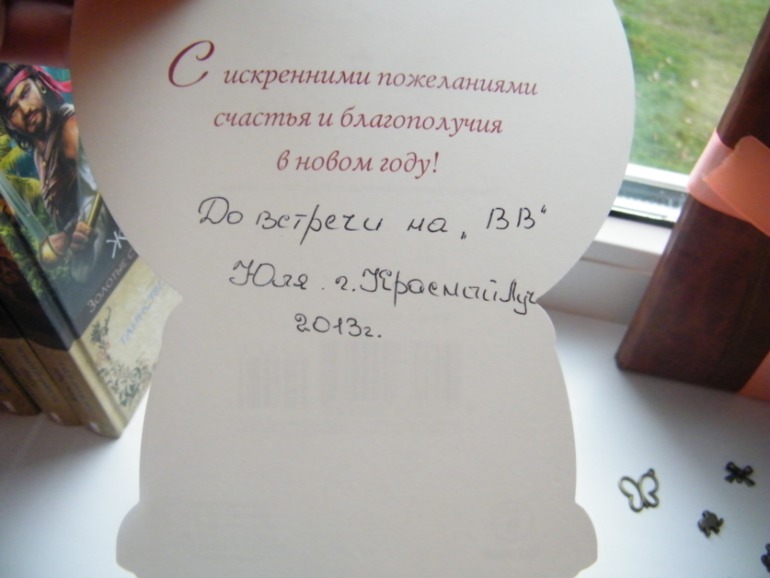 С искренними пожеланиями
счастья и благополучия
в новом году!
До встречи на „ВВ“
Юля. г. Красный Луч
2013г.